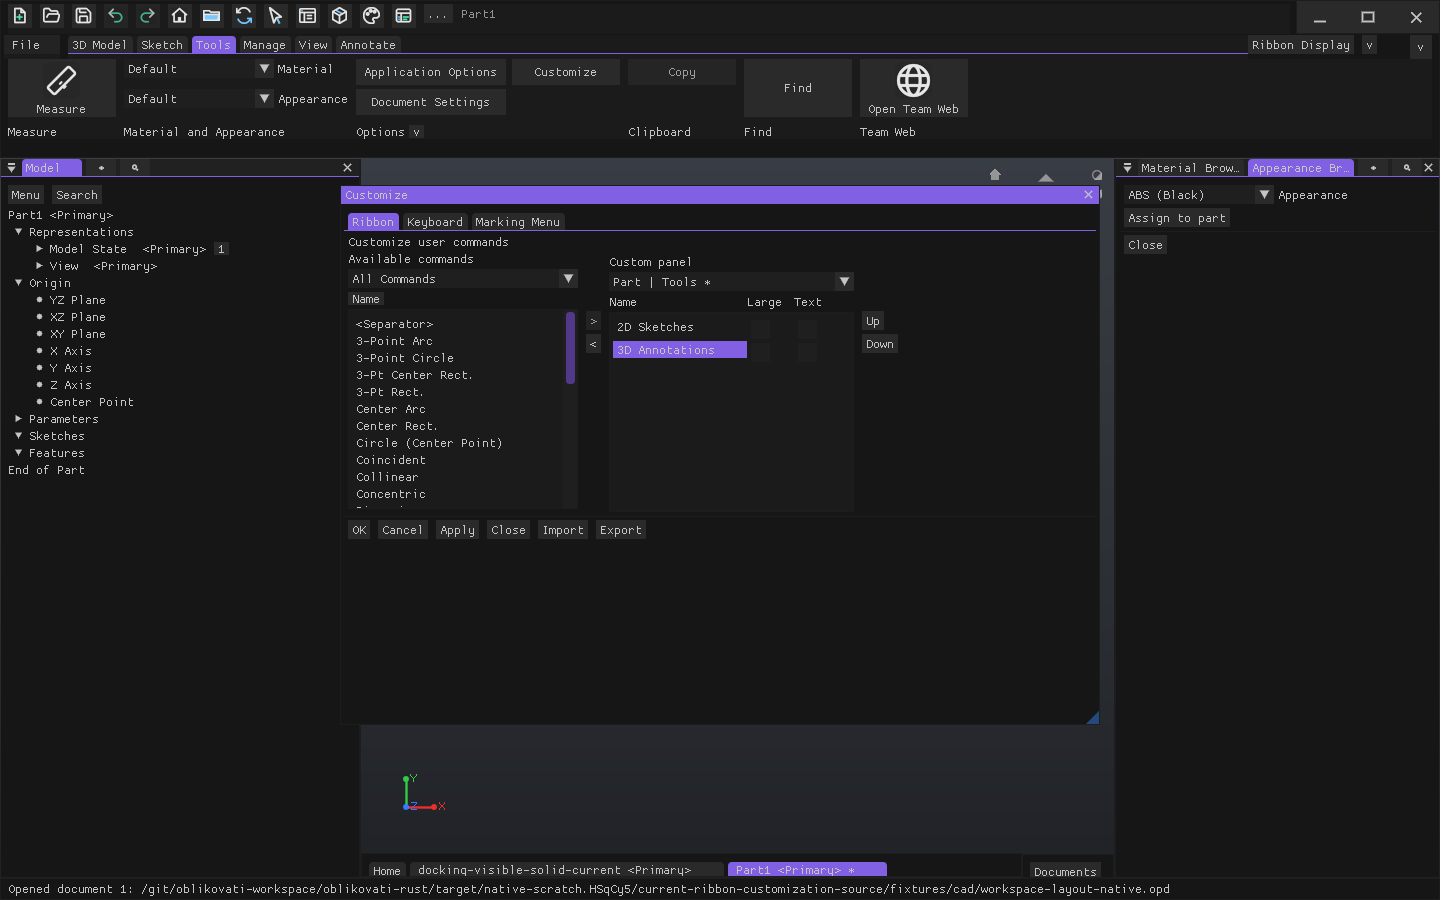 ... Part1
File 3D Model Sketch Tools Manage View Annotate Ribbon Display v v
Default Material Application Options Customize Copy
Default Appearance Document Settings Find
Measure Open Team Web
Measure Material and Appearance Options v Clipboard Find Team Web
Model Material Brow… Appearance Br…
Menu Search
Part1 <Primary>
Representations
Model State <Primary> 1
View <Primary>
Origin
YZ Plane
XZ Plane
XY Plane
X Axis
Y Axis
Z Axis
Center Point
Parameters
Sketches
Features
End of Part
Customize
Ribbon Keyboard Marking Menu
Customize user commands
Available commands
All Commands
Name
<Separator>
3-Point Arc
3-Point Circle
3-Pt Center Rect.
3-Pt Rect.
Center Arc
Center Rect.
Circle (Center Point)
Coincident
Collinear
Concentric
>
<
Custom panel
Part | Tools *
Name Large Text
2D Sketches
3D Annotations
Up
Down
OK Cancel Apply Close Import Export
ABS (Black) Appearance
Assign to part
Close
Y
Z X
Home docking-visible-solid-current <Primary> Part1 <Primary> * Documents
Opened document 1: /git/oblikovati-workspace/oblikovati-rust/target/native-scratch.HSqCy5/current-ribbon-customization-source/fixtures/cad/workspace-layout-native.opd